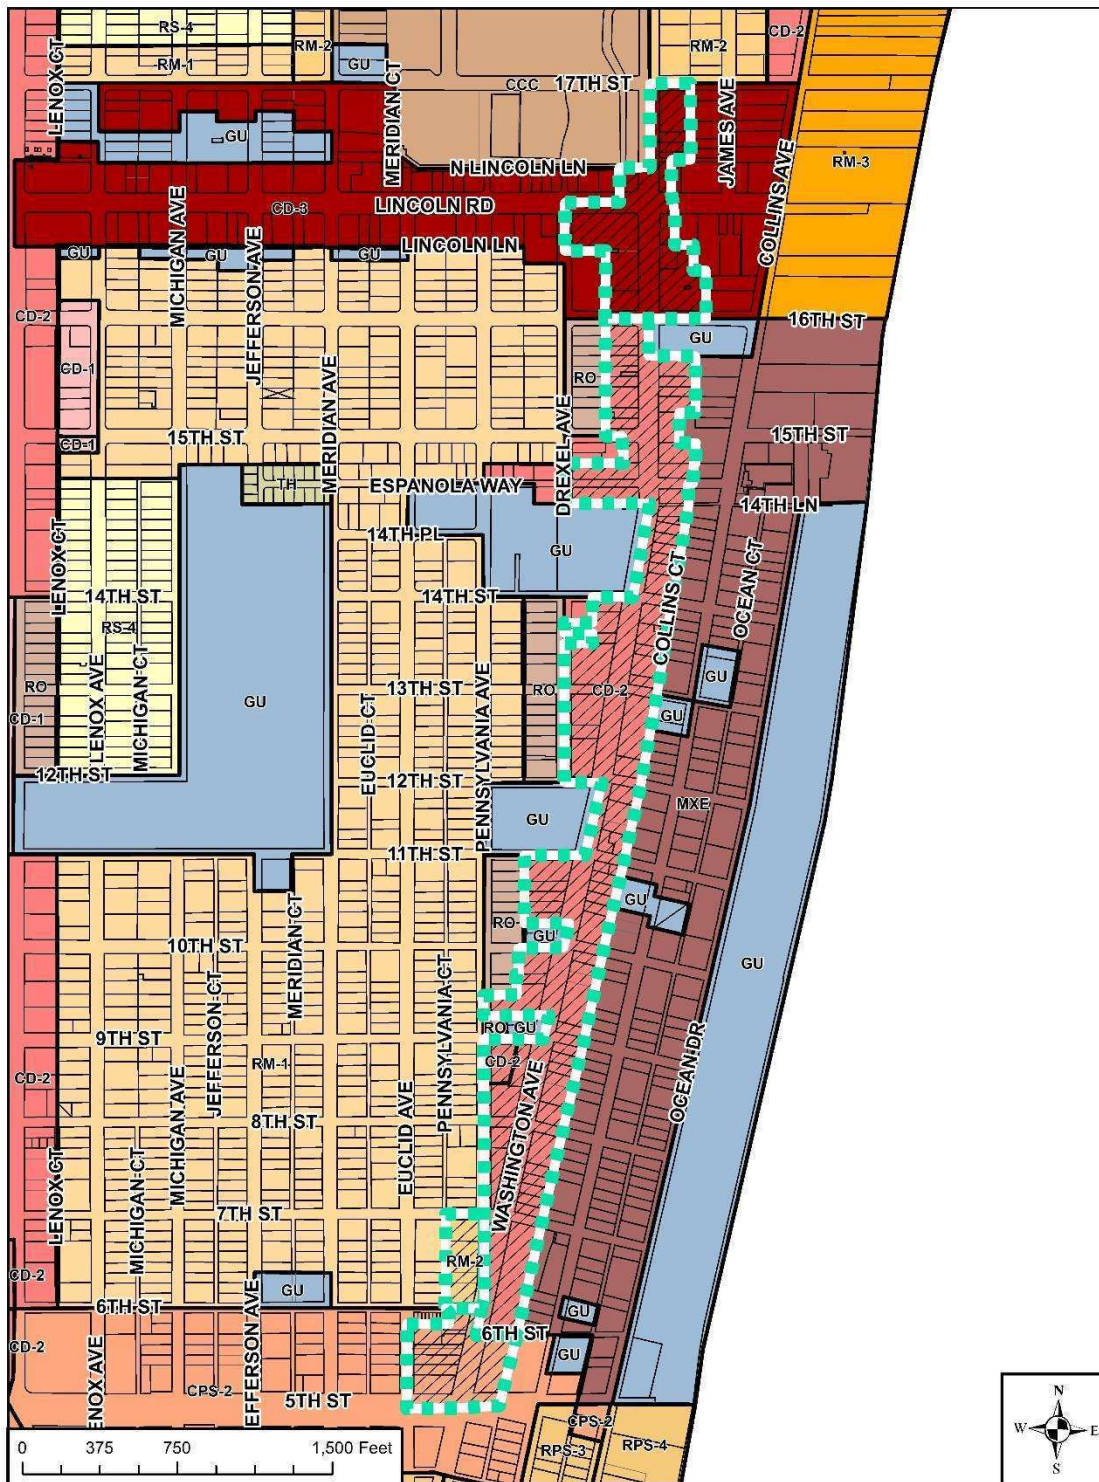 RS-4
RM-2
RM-2
CD-2
LENOX CT
RM-1
GU
MERIDIAN CT
CCC
17TH ST
JAMES AVE
GU
COLLINS AVE
RM-3
N LINCOLN LN
MICHIGAN AVE
CD-3
LINCOLN RD
JEFFERSON AVE
LINCOLN LN
GU
GU
GU
CD-2
16TH ST
GU
CD-1
MERIDIAN AVE
RO
DREXEL AVE
15TH ST
15TH ST
CD-1
TH
ESPANOLA WAY
14TH LN
LENOX CT
14TH PL
GU
COLLINS CT
OCEAN CT
14TH ST
14TH ST
RS-4
GU
RO
LENOX AVE
MICHIGAN CT
GU
EUCLID CT
13TH ST
PENNSYLVANIA AVE
RO
CD-2
GU
CD-1
12TH ST
12TH ST
MXE
GU
11TH ST
MERIDIAN CT
RO
GU
GU
10TH ST
GU
JEFFERSON CT
PENNSYLVANIA CT
RO
GU
OCEAN DR
9TH ST
CD-2
RM-1
CD-2
MICHIGAN AVE
EUCLID AVE
WASHINGTON AVE
8TH ST
LENOX CT
MICHIGAN CT
7TH ST
RM-2
CD-2
GU
6TH ST
GU
EFFERSON AVE
6TH ST
CD-2
GU
ENOX AVE
CPS-2
5TH ST
CPS-2
RPS-3
RPS-4
0 375 750 1,500 Feet
N
W E
S